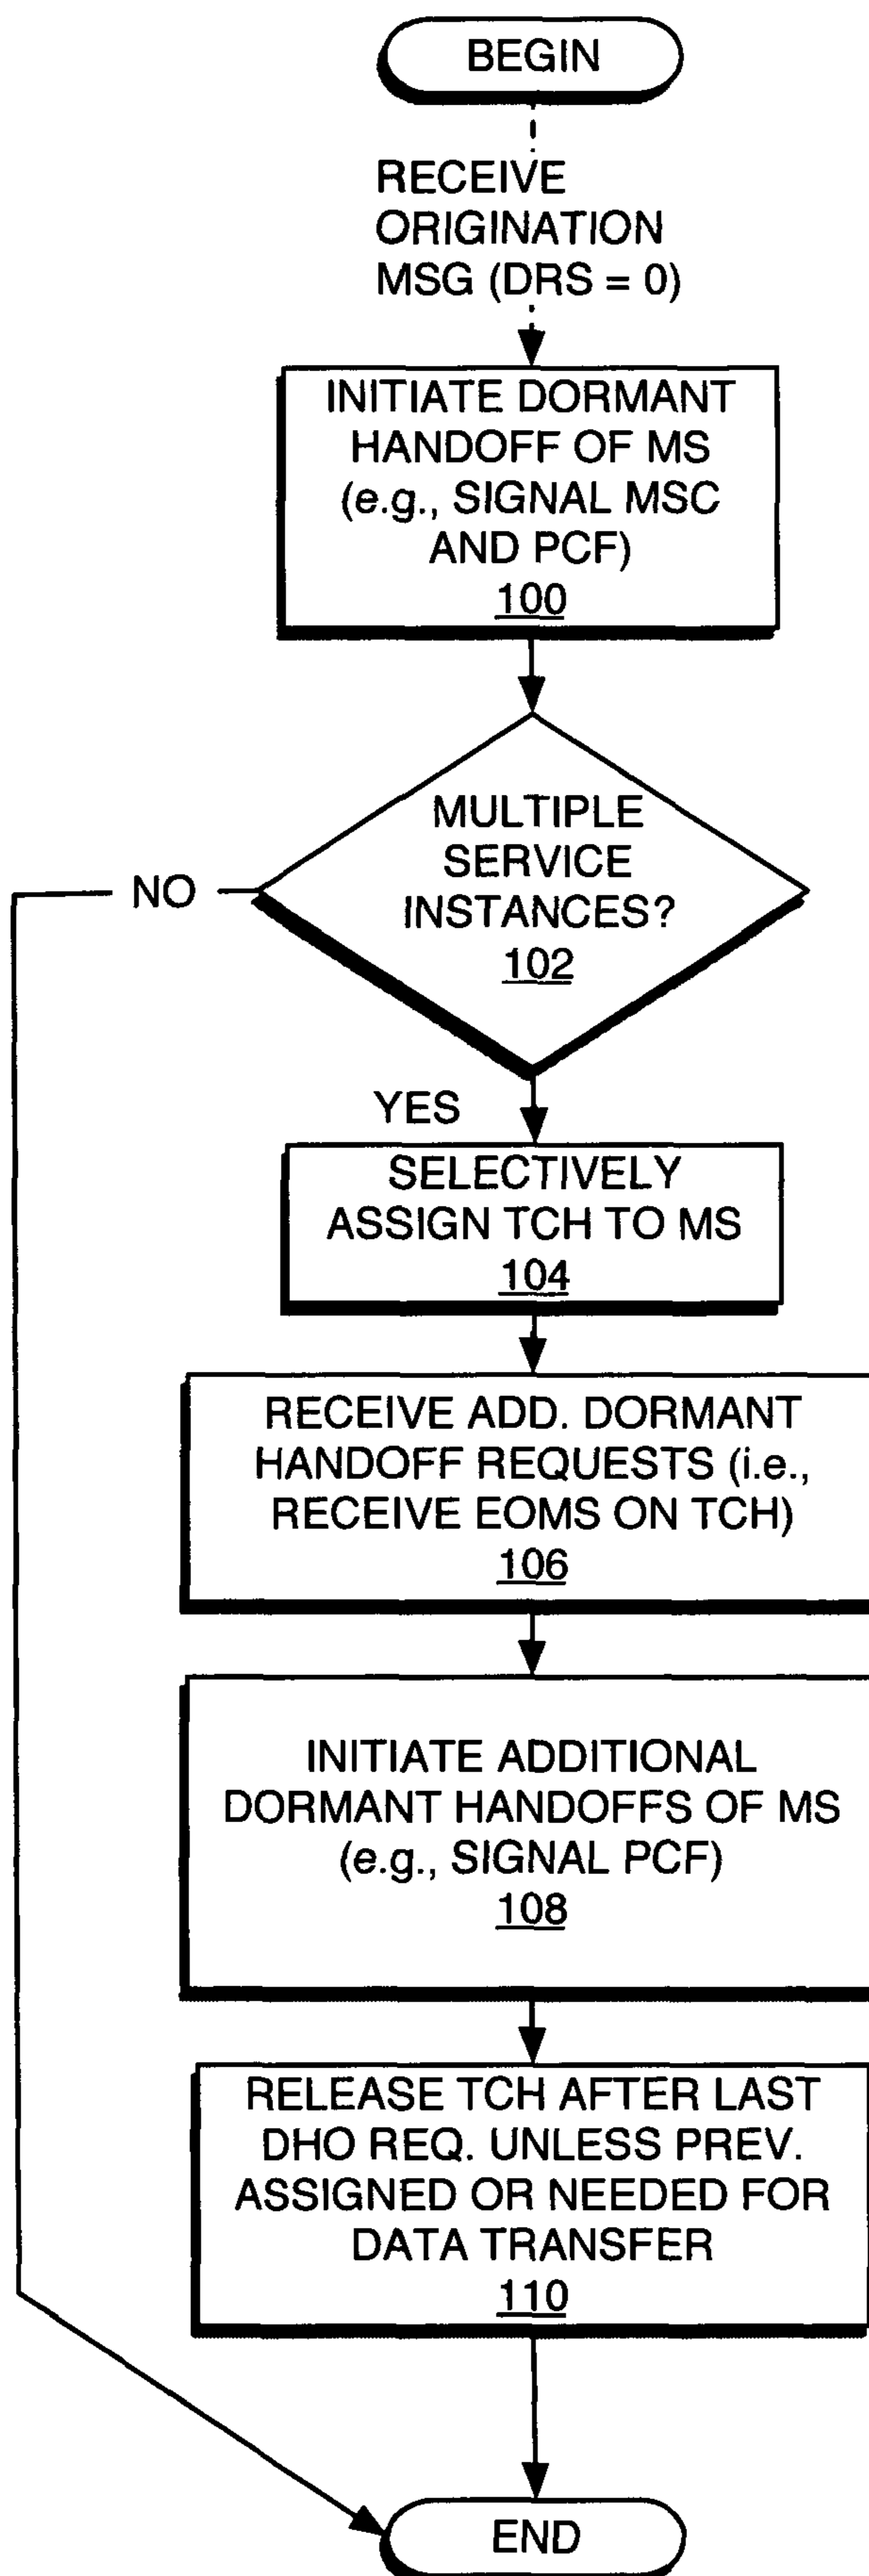 BEGIN
RECEIVE
ORIGINATION
MSG (DRS = 0)
INITIATE DORMANT
HANDOFF OF MS
(e.g., SIGNAL MSC
AND PCF)
100
MULTIPLE
SERVICE
INSTANCES?
102
NO
YES
SELECTIVELY
ASSIGN TCH TO MS
104
RECEIVE ADD. DORMANT
HANDOFF REQUESTS (i.e.,
RECEIVE EOMS ON TCH)
106
INITIATE ADDITIONAL
DORMANT HANDOFFS OF MS
(e.g., SIGNAL PCF)
108
RELEASE TCH AFTER LAST
DHO REQ. UNLESS PREV.
ASSIGNED OR NEEDED FOR
DATA TRANSFER
110
END